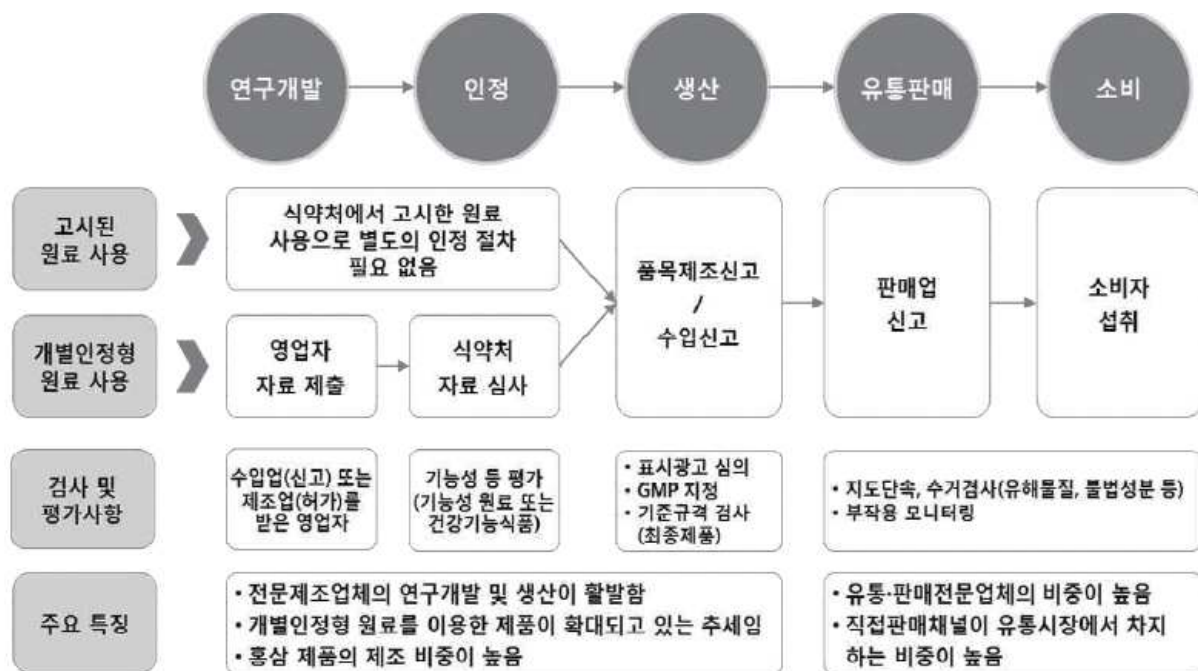 연구개발
인정
생산
유통판매
소비
고시된
원료 사용
식약처에서 고시한 원료
사용으로 별도의 인정 절차
필요 없음
개별인정형
원료 사용
영업자
자료 제출
식약처
자료 심사
품목제조신고
/
수입신고
판매업
신고
소비자
섭취
검사 및
평가사항
수입업(신고) 또는
제조업(허가)를
받은 영업자
기능성 등 평가
(기능성 원료 또는
건강기능식품)
• 표시광고 심의
• GMP 지정
• 기준규격 검사
(최종제품)
• 지도단속, 수거검사(유해물질, 불법성분 등)
• 부작용 모니터링
주요 특징
• 전문제조업체의 연구개발 및 생산이 활발함
• 개별인정형 원료를 이용한 제품이 확대되고 있는 추세임
• 홍삼 제품의 제조 비중이 높음
• 유통·판매전문업체의 비중이 높음
• 직접판매채널이 유통시장에서 차지
하는 비중이 높음